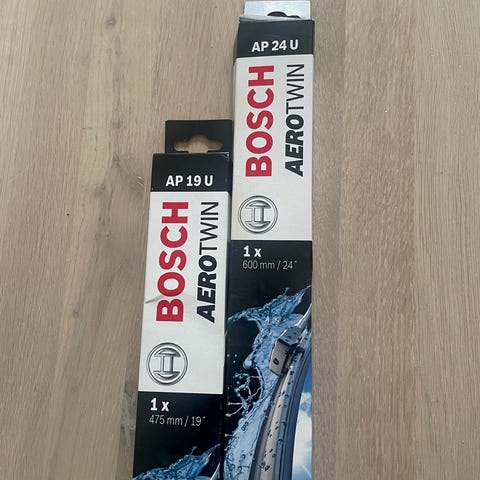 AP 19 U
BOSCH
AEROTWIN
1 x
475 mm / 19"
AP 24 U
BOSCH
AEROTWIN
1 x
600 mm / 24"